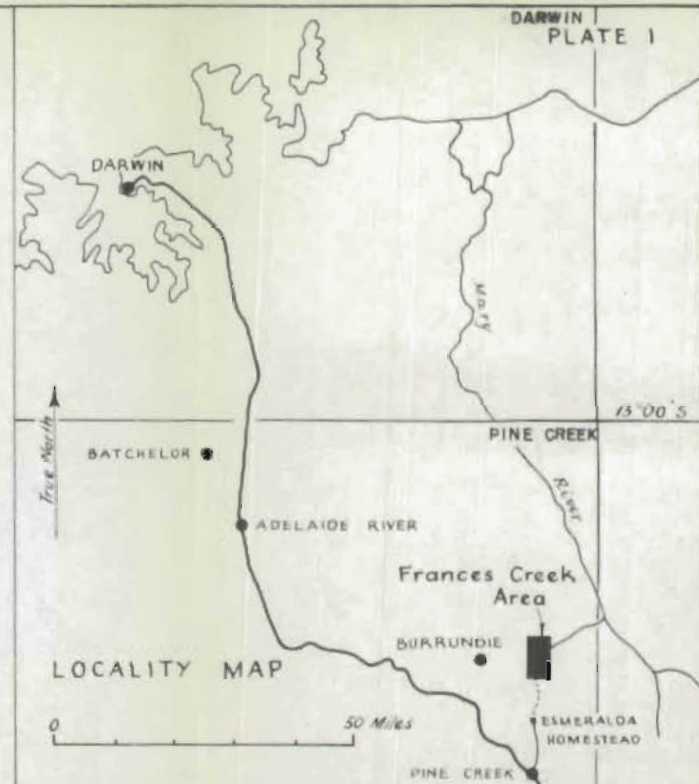 DARWIN
PLATE 1
DARWIN
Mary
13°00'S
True North
PINE CREEK
BATCHELOR
River
ADELAIDE RIVER
Frances Creek
Area
BURRUNDIE
LOCALITY MAP
0 50 Miles
ESMERALDA
HOMESTEAD
PINE CREEK